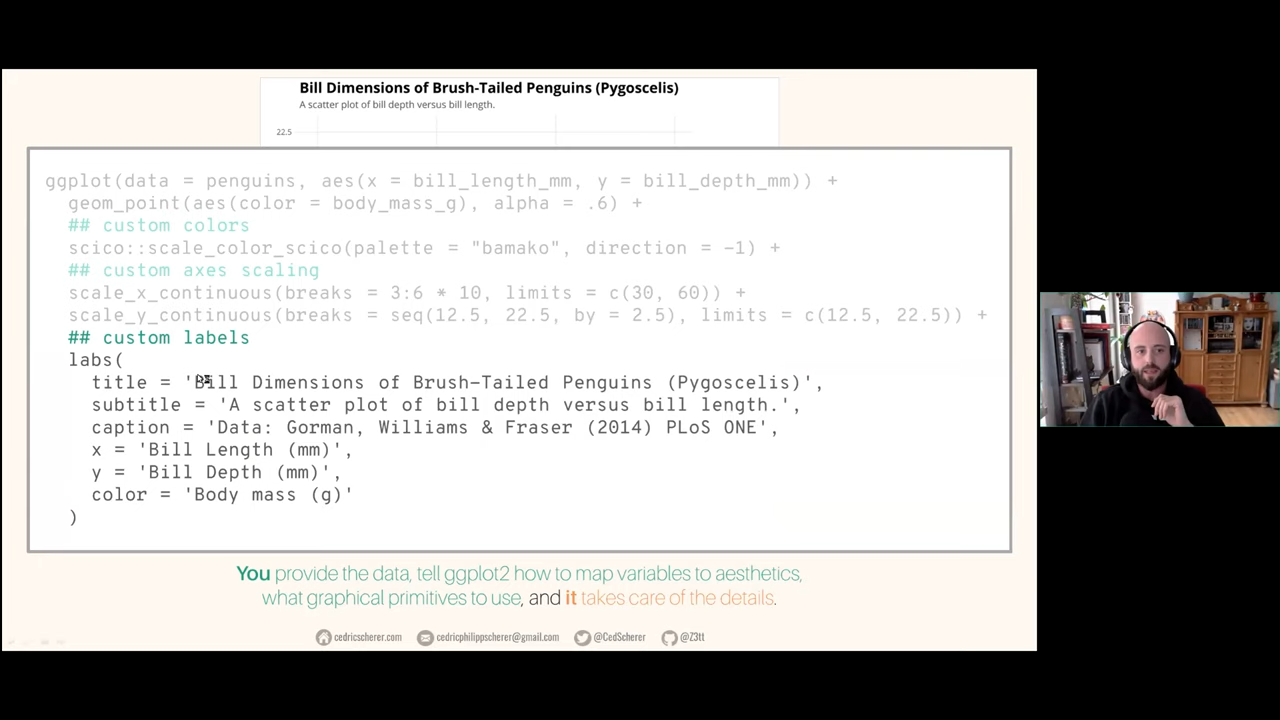 Bill Dimensions of Brush-Tailed Penguins (Pygoscelis)
A scatter plot of bill depth versus bill length.
22.5
ggplot(data = penguins, aes(x = bill_length_mm, y = bill_depth_mm)) +
geom_point(aes(color = body_mass_g), alpha = .6) +
## custom colors
scico::scale_color_scico(palette = "bamako", direction = -1) +
## custom axes scaling
scale_x_continuous(breaks = 3:6 * 10, limits = c(30, 60)) +
scale_y_continuous(breaks = seq(12.5, 22.5, by = 2.5), limits = c(12.5, 22.5)) +
## custom labels
labs(
title = 'Bill Dimensions of Brush-Tailed Penguins (Pygoscelis)',
subtitle = 'A scatter plot of bill depth versus bill length.',
caption = 'Data: Gorman, Williams & Fraser (2014) PLoS ONE',
x = 'Bill Length (mm)',
y = 'Bill Depth (mm)',
color = 'Body mass (g)'
)
You provide the data, tell ggplot2 how to map variables to aesthetics,
what graphical primitives to use, and it takes care of the details.
cedricscherer.com cedricphilippscherer@gmail.com @CedScherer @Z3tt